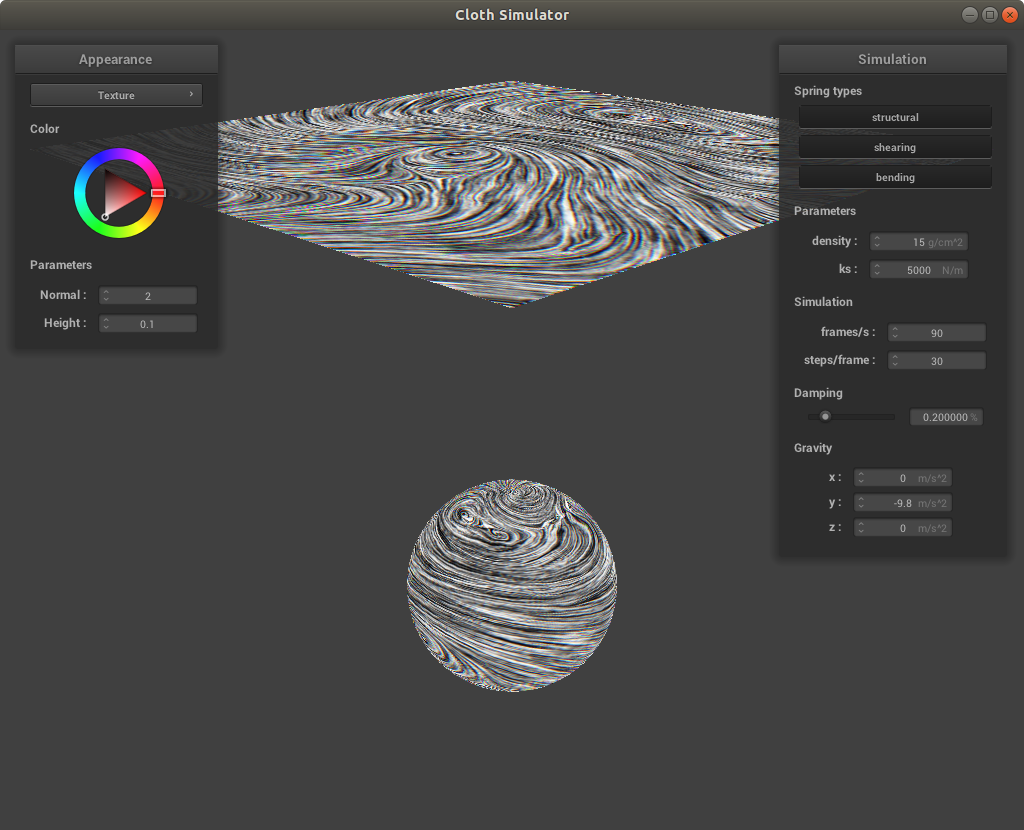 Cloth Simulator
Appearance
Texture
Color
Parameters
Normal : 2
Height : 0.1
Simulation
Spring types
structural
shearing
bending
Parameters
density : 15 g/cm^2
ks : 5000 N/m
Simulation
frames/s : 90
steps/frame : 30
Damping
0.200000 %
Gravity
x : 0 m/s^2
y : -9.8 m/s^2
z : 0 m/s^2